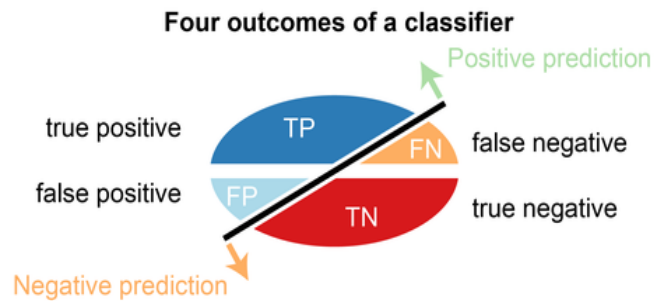 Four outcomes of a classifier
Positive prediction
true positive
TP
FN
false negative
false positive
FP
TN
true negative
Negative prediction